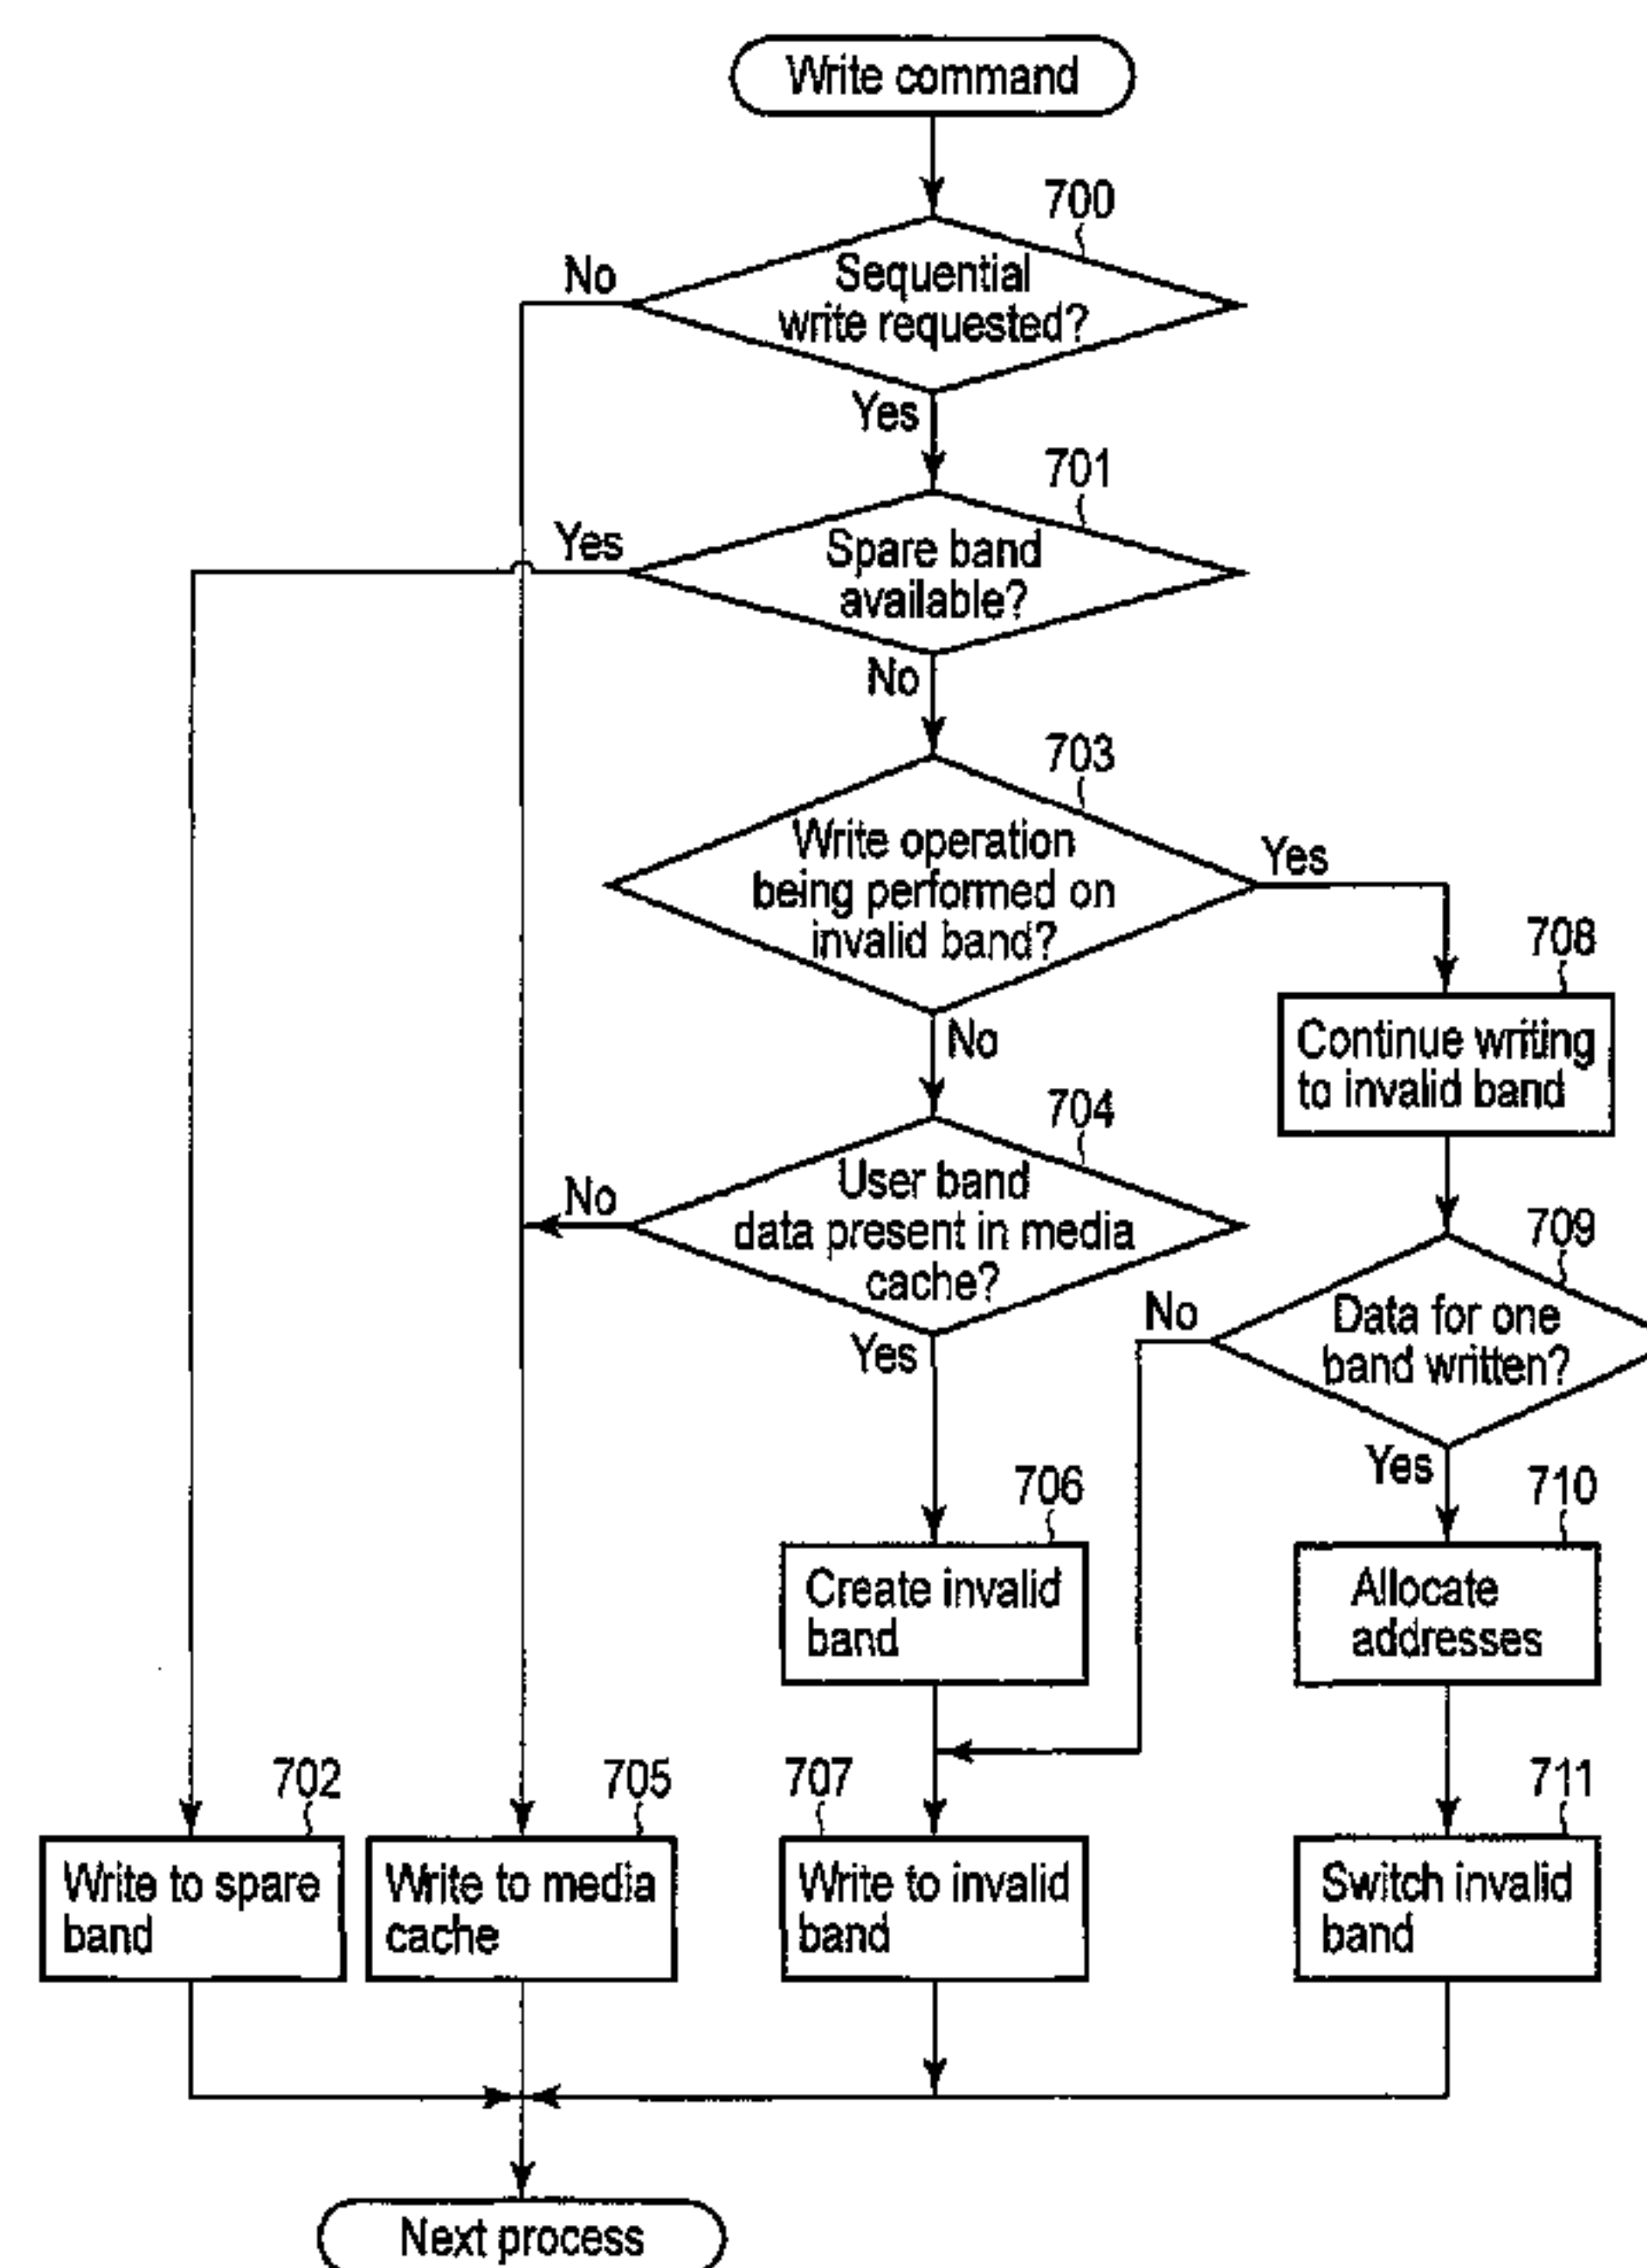 Write command
700
Sequential
write requested?
No
Yes
701
Spare band
available?
Yes
No
703
Write operation
being performed on
invalid band?
Yes
No
708
Continue writing
to invalid band
704
User band
data present in media
cache?
No
Yes
709
Data for one
band written?
No
Yes
706
Create invalid
band
710
Allocate
addresses
702
Write to spare
band
705
Write to media
cache
707
Write to invalid
band
711
Switch invalid
band
Next process